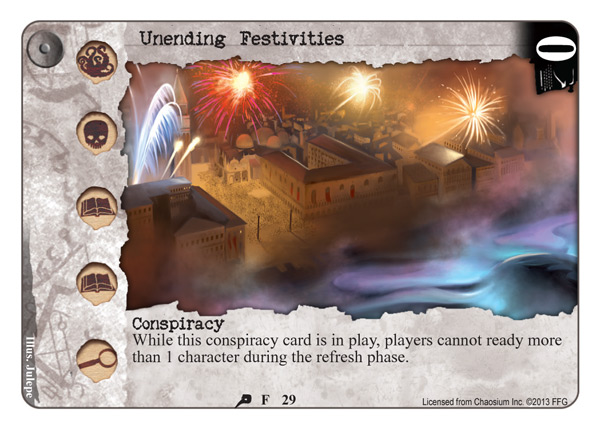 Unending Festivities
0
Conspiracy
While this conspiracy card is in play, players cannot ready more
than 1 character during the refresh phase.
Illus. Julepe
F 29
Licensed from Chaosium Inc. ©2013 FFG